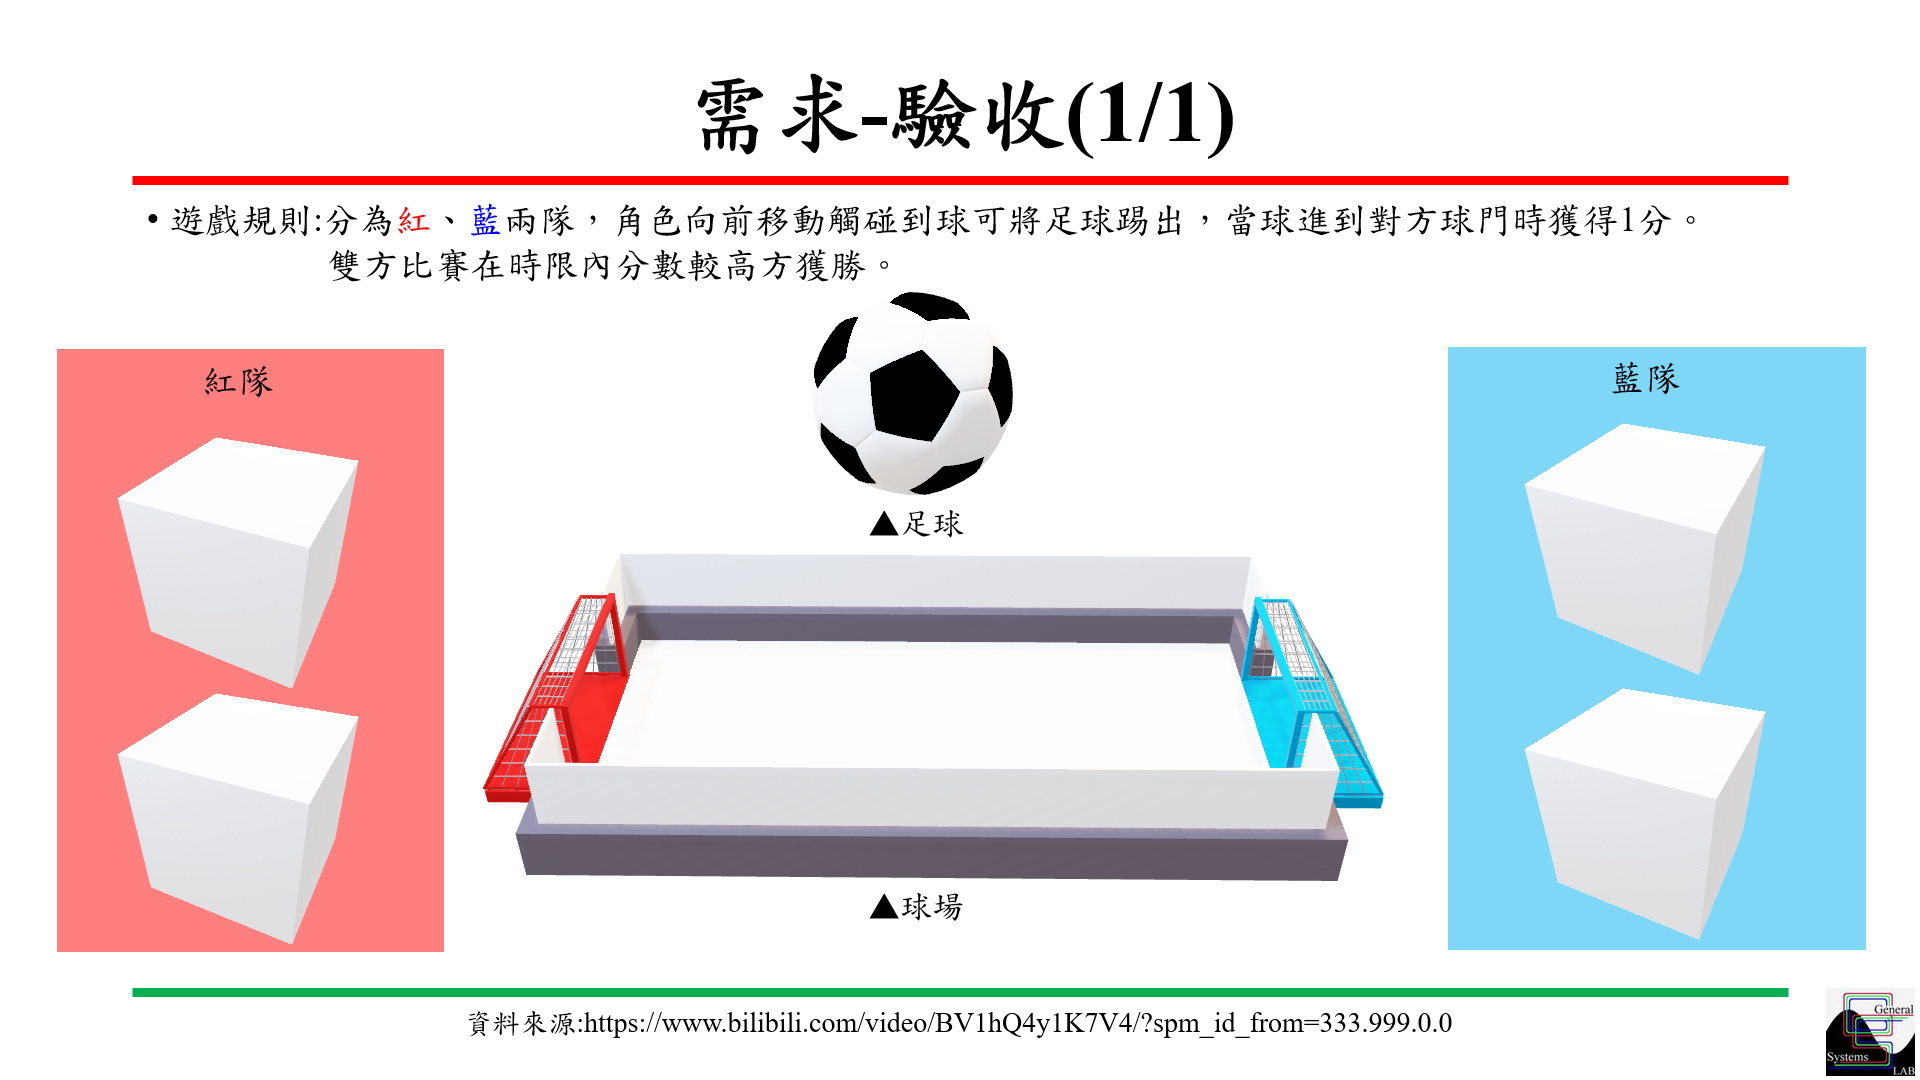 需求-驗收(1/1)
• 遊戲規則:分為紅、藍兩隊，角色向前移動觸碰到球可將足球踢出，當球進到對方球門時獲得1分。
雙方比賽在時限內分數較高方獲勝。
紅隊
藍隊
▲足球
▲球場
資料來源:https://www.bilibili.com/video/BV1hQ4y1K7V4/?spm_id_from=333.999.0.0
General
Systems
LAB